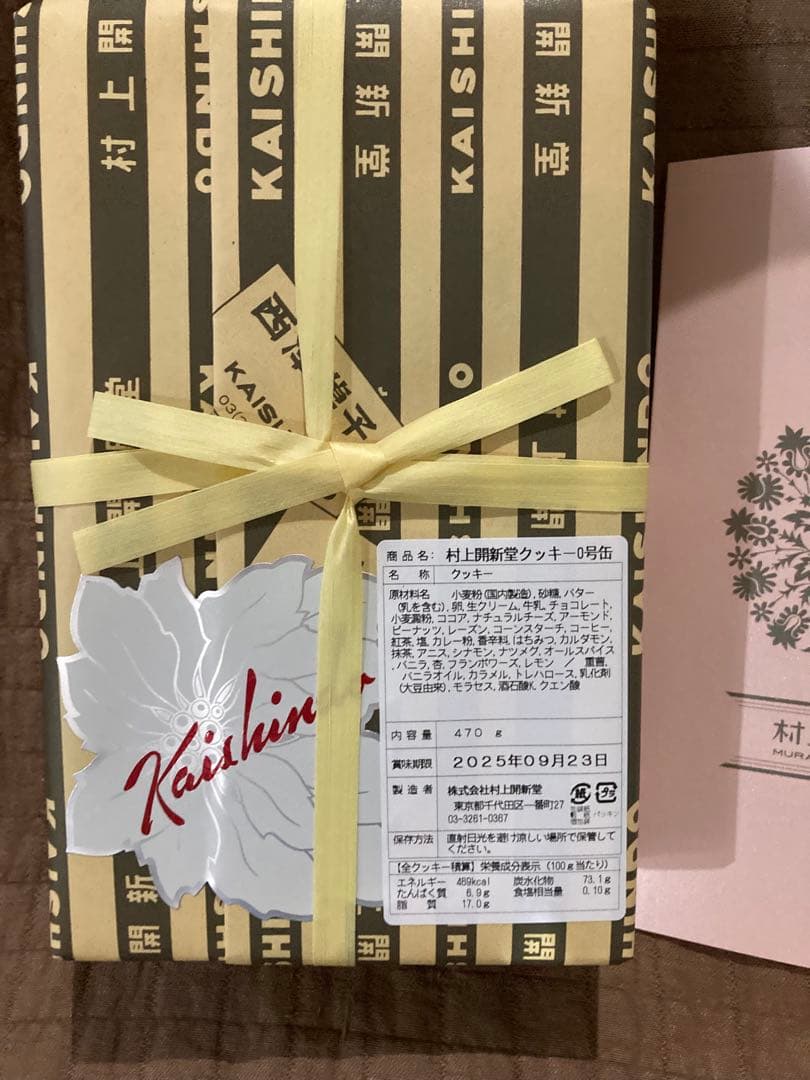 村上開
開新堂
開新堂
KAISHI
KAISHI
西洋菓子
KAISHI
03(
Kaishin
商品名: 村上開新堂クッキー0号缶
名 称 クッキー
原材料名 小麦粉(国内製造), 砂糖, バター
(乳を含む), 卵, 生クリーム, 牛乳, チョコレート,
小麦澱粉, ココア, ナチュラルチーズ, アーモンド,
ピーナッツ, レーズン, コーンスターチ, コーヒー,
紅茶, 塩, カレー粉, 香辛料, はちみつ, カルダモン,
抹茶, アニス, シナモン, ナツメグ, オールスパイス,
バニラ, 杏, フランボワーズ, レモン / 重曹,
バニラオイル, カラメル, トレハロース, 乳化剤
(大豆由来), モラセス, 酒石酸K, クエン酸
内容量 470 g
賞味期限 2025年09月23日
製造者 株式会社村上開新堂
東京都千代田区一番町27
03-3261-0367
紙 プラ
保存方法 直射日光を避け涼しい場所で保管して
ください。
【全クッキー積算】栄養成分表示(100g当たり)
エネルギー 469kcal 炭水化物 73.1g
たんぱく質 6.9g 食塩相当量 0.10g
脂 質 17.0g
村
MURA